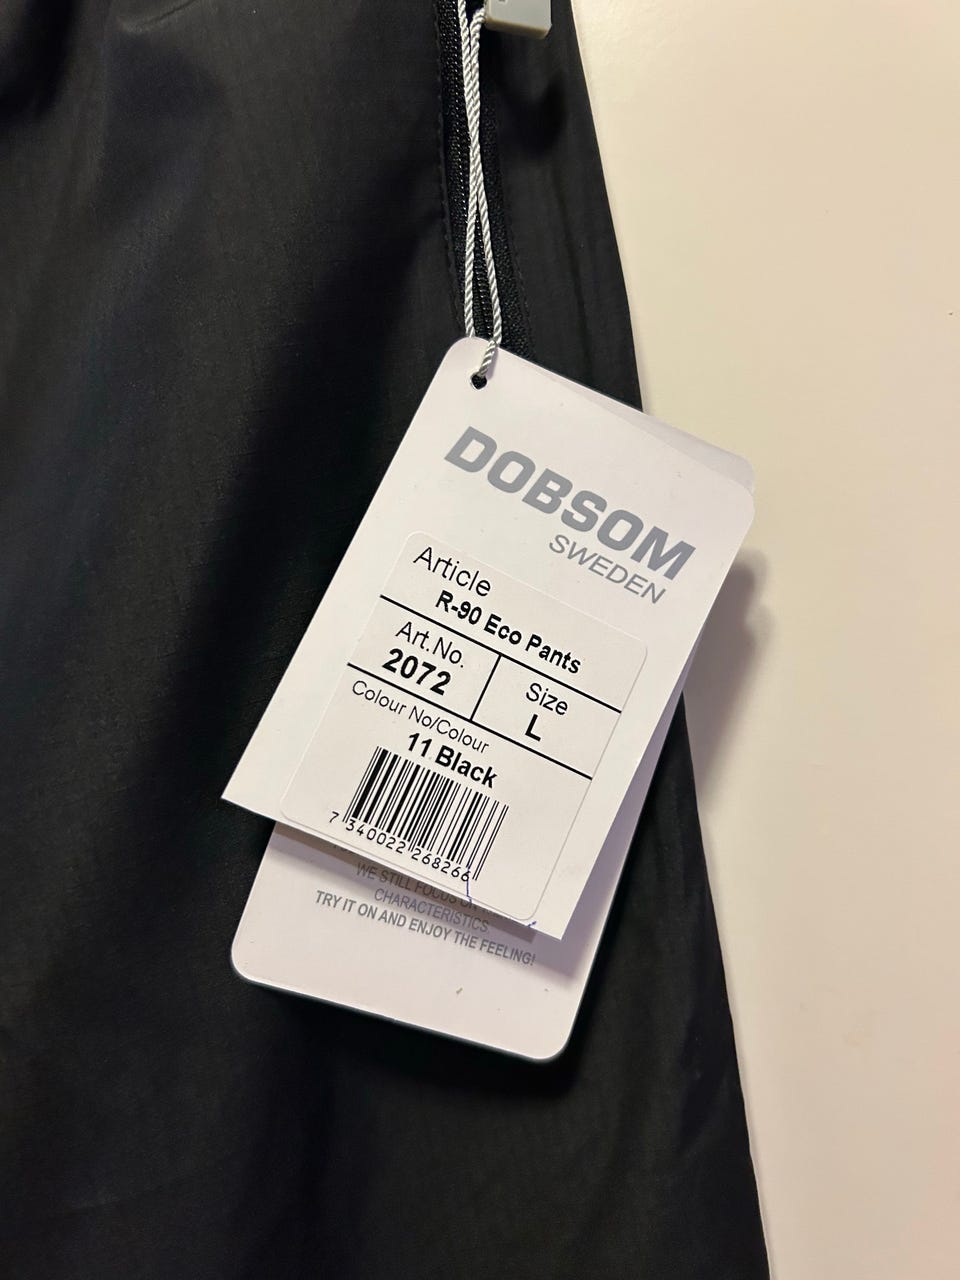 DOBSOM
SWEDEN
Article
R-90 Eco Pants
Art.No.
2072
Size
L
Colour No/Colour
11 Black
7 340022 268266
WE STILL FOCUS ON
CHARACTERISTICS
TRY IT ON AND ENJOY THE FEELING!